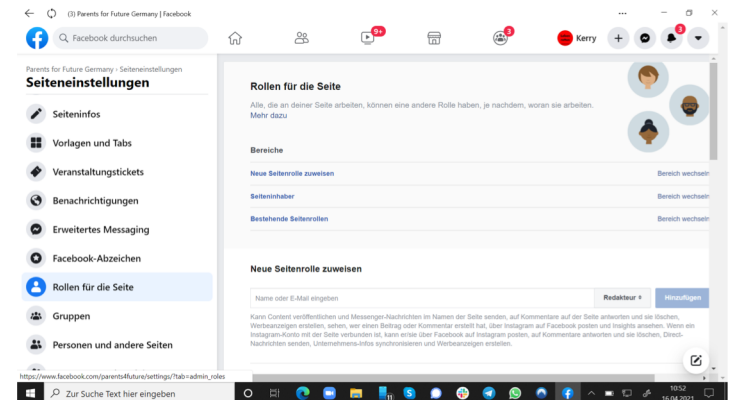 (3) Parents for Future Germany | Facebook
Facebook durchsuchen
9+
3
Kerry
3
Parents for Future Germany › Seiteneinstellungen
Seiteneinstellungen
Seiteninfos
Vorlagen und Tabs
Veranstaltungstickets
Benachrichtigungen
Erweitertes Messaging
Facebook-Abzeichen
Rollen für die Seite
Gruppen
Personen und andere Seiten
https://www.facebook.com/parents4future/settings/?tab=admin_roles
Rollen für die Seite
Alle, die an deiner Seite arbeiten, können eine andere Rolle haben, je nachdem, woran sie arbeiten.
Mehr dazu
Bereiche
Neue Seitenrolle zuweisen Bereich wechseln
Seiteninhaber Bereich wechseln
Bestehende Seitenrollen Bereich wechseln
Neue Seitenrolle zuweisen
Name oder E-Mail eingeben Redakteur Hinzufügen
Kann Content veröffentlichen und Messenger-Nachrichten im Namen der Seite senden, auf Kommentare auf der Seite antworten und sie löschen,
Werbeanzeigen erstellen, sehen, wer einen Beitrag oder Kommentar erstellt hat, über Instagram auf Facebook posten und Insights ansehen. Wenn ein
Instagram-Konto mit der Seite verbunden ist, kann er/sie über Facebook auf Instagram posten, auf Kommentare antworten und sie löschen, Direct-
Nachrichten senden, Unternehmens-Infos synchronisieren und Werbeanzeigen erstellen.
Zur Suche Text hier eingeben
11
10:52
16.04.2021